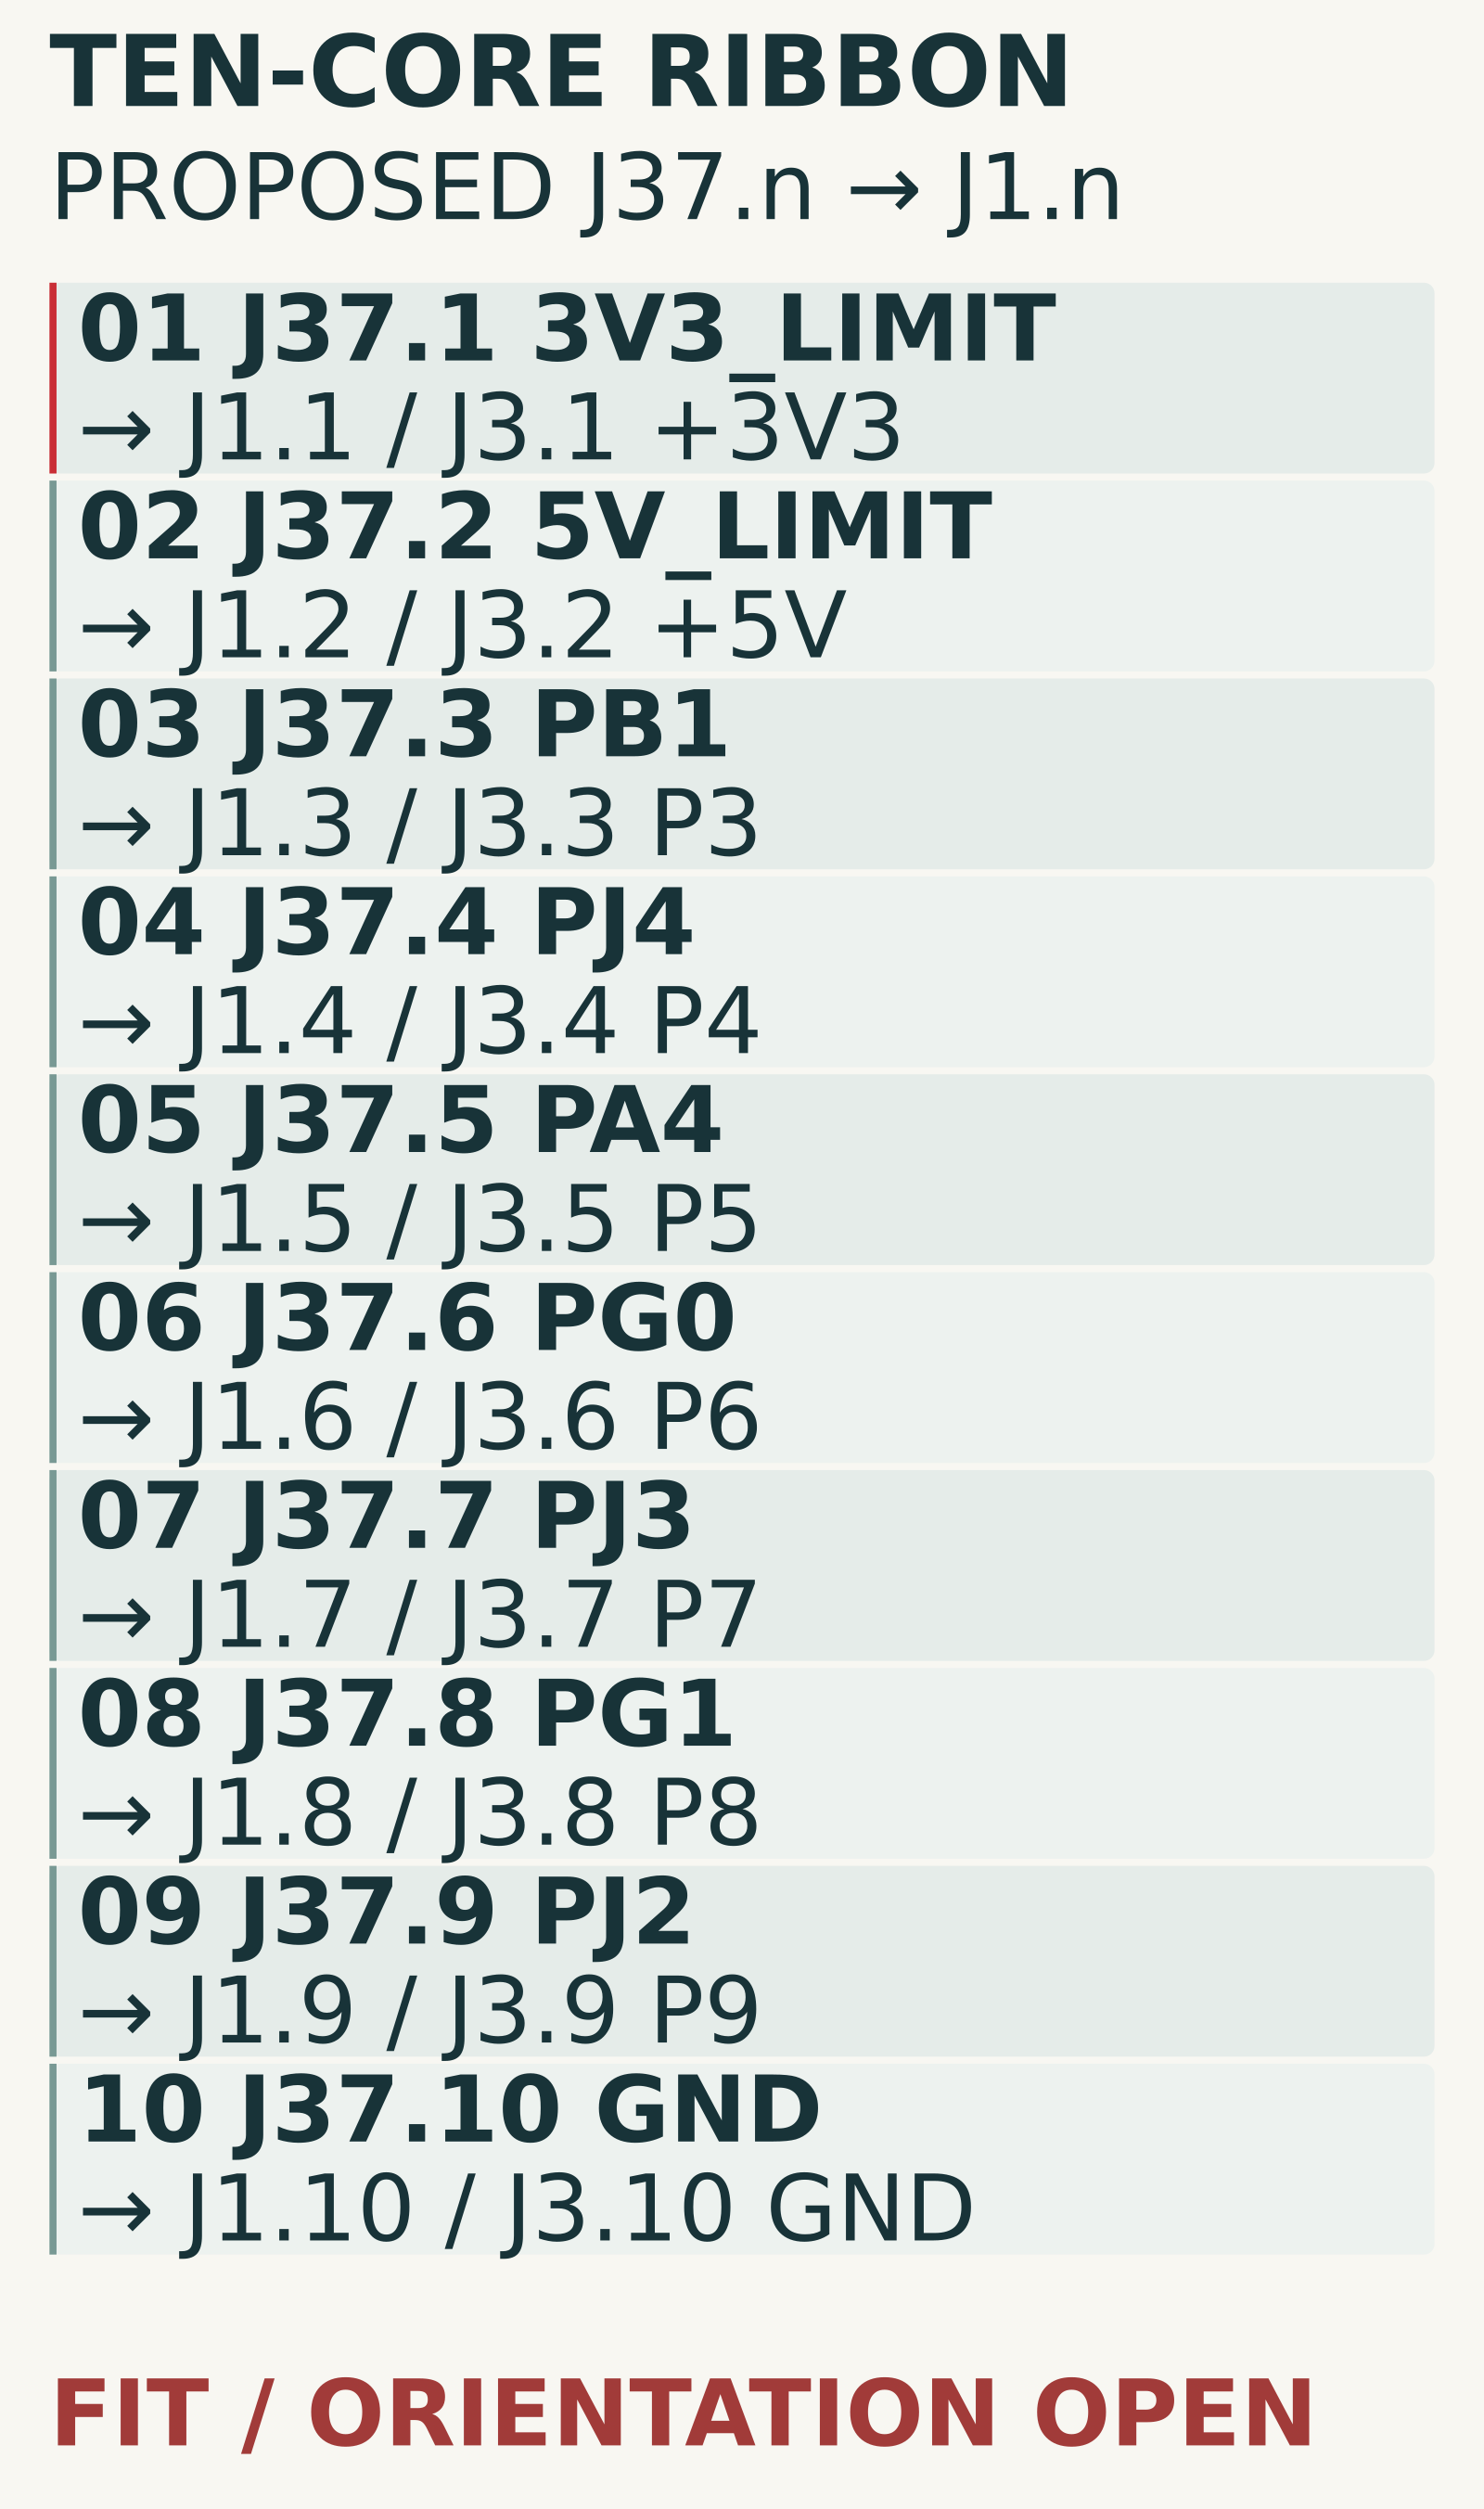 TEN-CORE RIBBON
PROPOSED J37.n → J1.n
01 J37.1 3V3_LIMIT
→ J1.1 / J3.1 +3V3
02 J37.2 5V_LIMIT
→ J1.2 / J3.2 +5V
03 J37.3 PB1
→ J1.3 / J3.3 P3
04 J37.4 PJ4
→ J1.4 / J3.4 P4
05 J37.5 PA4
→ J1.5 / J3.5 P5
06 J37.6 PG0
→ J1.6 / J3.6 P6
07 J37.7 PJ3
→ J1.7 / J3.7 P7
08 J37.8 PG1
→ J1.8 / J3.8 P8
09 J37.9 PJ2
→ J1.9 / J3.9 P9
10 J37.10 GND
→ J1.10 / J3.10 GND
FIT / ORIENTATION OPEN